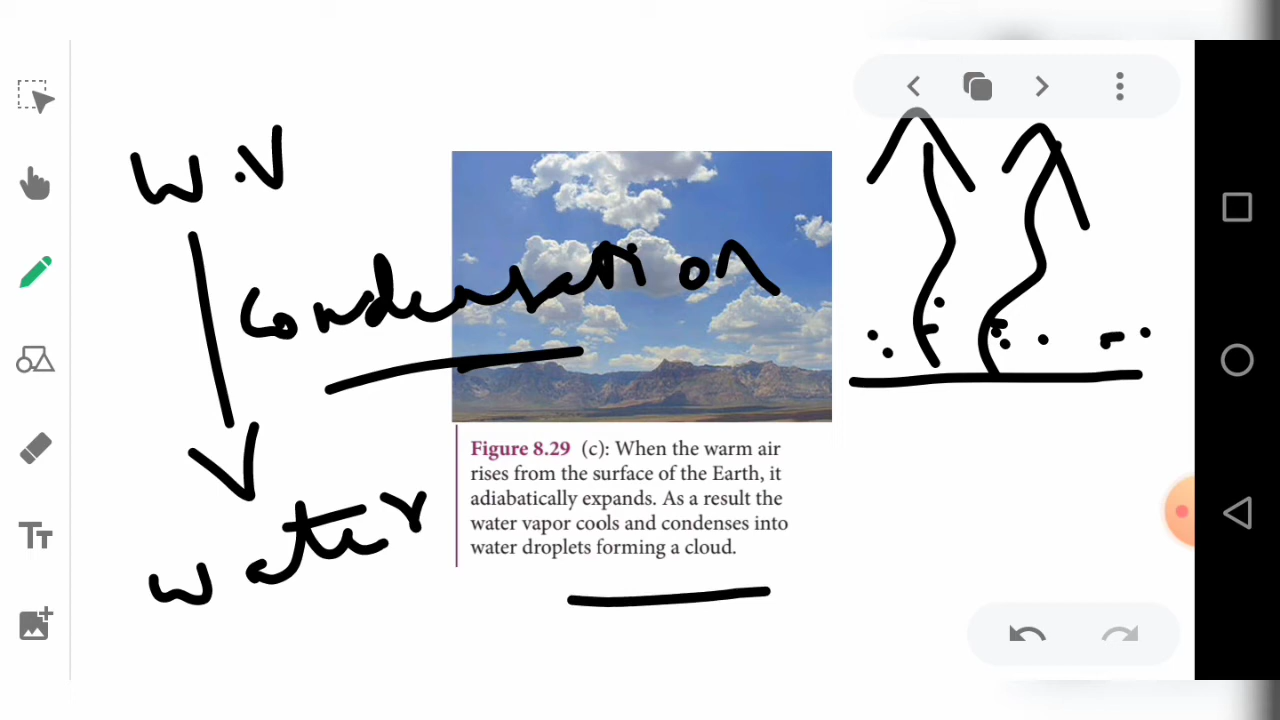 W.V
Condensation
water
Figure 8.29 (c): When the warm air
rises from the surface of the Earth, it
adiabatically expands. As a result the
water vapor cools and condenses into
water droplets forming a cloud.
TT